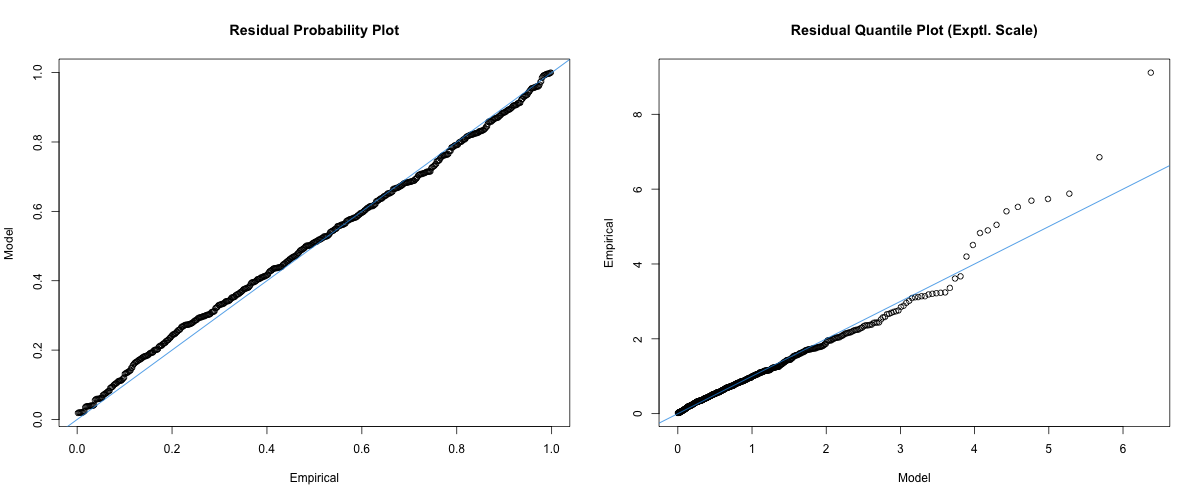 Residual Probability Plot
Model
1.0
0.8
0.6
0.4
0.2
0.0
0.0 0.2 0.4 0.6 0.8 1.0
Empirical
Residual Quantile Plot (Exptl. Scale)
Empirical
8
6
4
2
0
0 1 2 3 4 5 6
Model